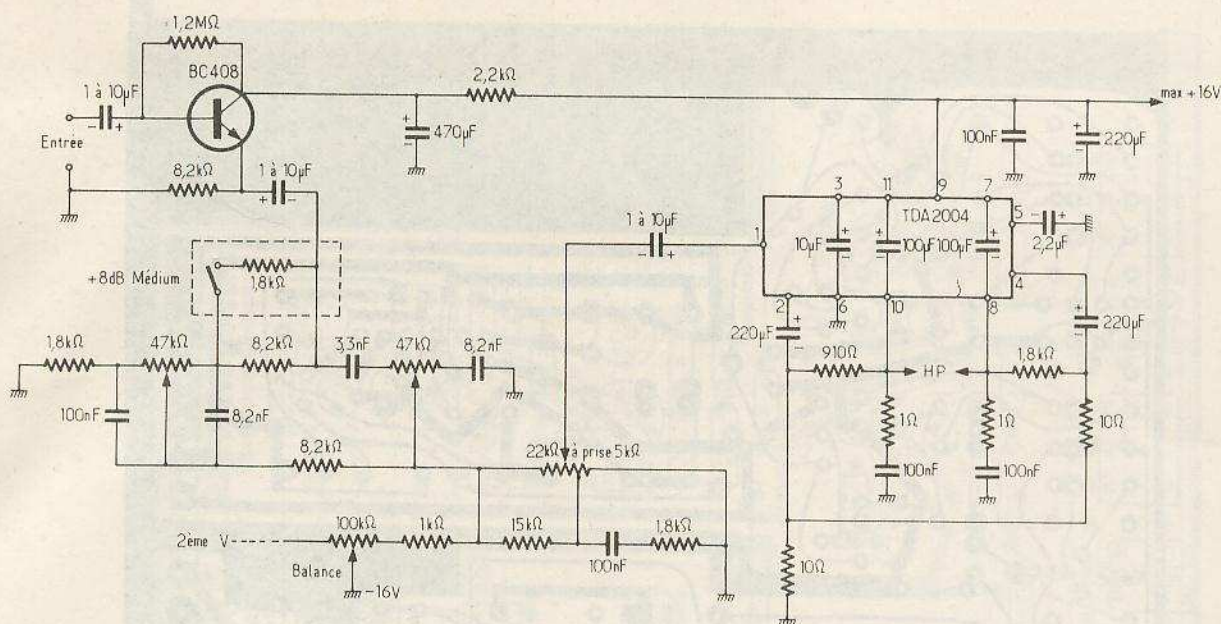 1,2MΩ
BC408
1 à 10µF
- +
Entrée
2,2kΩ
max +16V
+
-
470µF
100nF
+
-
220µF
8,2kΩ
1 à 10µF
+ -
+8dB Médium
1,8kΩ
1 à 10µF
- +
1
3
11
9
7
TDA2004
5
- +
2,2µF
10µF
+
-
100µF
+
-
100µF
+
-
4
2
6
10
8
220µF
+
-
+
-
220µF
1,8kΩ
47kΩ
8,2kΩ
3,3nF
47kΩ
8,2nF
910Ω
HP
1,8kΩ
100nF
8,2nF
1Ω
1Ω
10Ω
8,2kΩ
22kΩ à prise 5kΩ
100nF
100nF
2ème V
100kΩ
1kΩ
15kΩ
100nF
1,8kΩ
Balance
-16V
10Ω